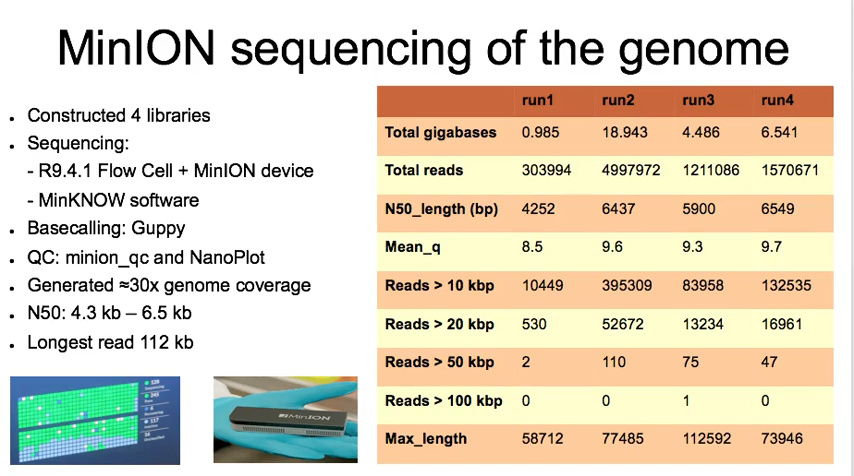 MinION sequencing of the genome
• Constructed 4 libraries
• Sequencing:
- R9.4.1 Flow Cell + MinION device
- MinKNOW software
• Basecalling: Guppy
• QC: minion_qc and NanoPlot
• Generated ≈30x genome coverage
• N50: 4.3 kb – 6.5 kb
• Longest read 112 kb
run1 run2 run3 run4
Total gigabases 0.985 18.943 4.486 6.541
Total reads 303994 4997972 1211086 1570671
N50_length (bp) 4252 6437 5900 6549
Mean_q 8.5 9.6 9.3 9.7
Reads > 10 kbp 10449 395309 83958 132535
Reads > 20 kbp 530 52672 13234 16961
Reads > 50 kbp 2 110 75 47
Reads > 100 kbp 0 0 1 0
Max_length 58712 77485 112592 73946
MinION